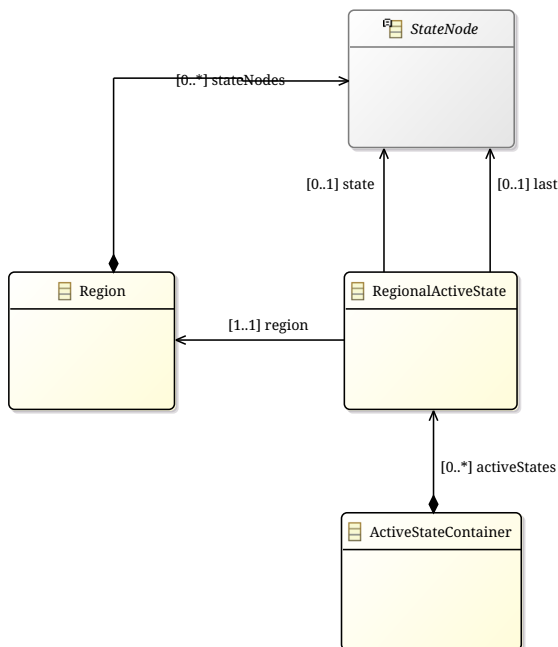 StateNode
[0..*] stateNodes
[0..1] state
[0..1] last
Region
RegionalActiveState
[1..1] region
[0..*] activeStates
ActiveStateContainer